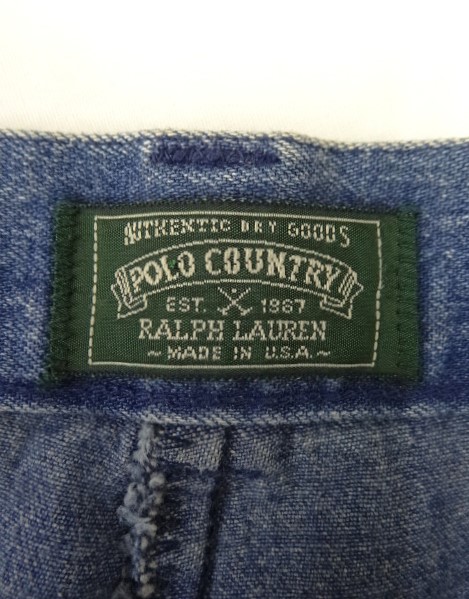 AUTHENTIC DRY GOODS
POLO COUNTRY
EST. 1967
RALPH LAUREN
~ MADE IN U.S.A. ~